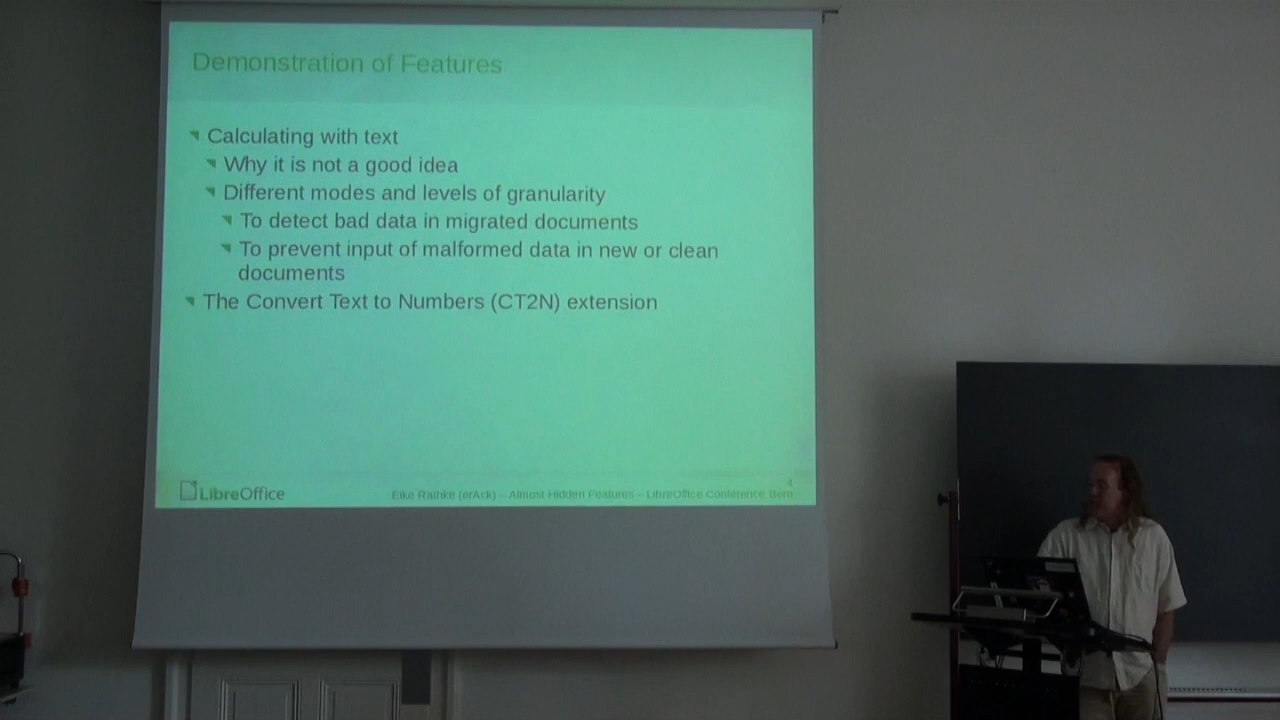 Demonstration of Features
Calculating with text
Why it is not a good idea
Different modes and levels of granularity
To detect bad data in migrated documents
To prevent input of malformed data in new or clean
documents
The Convert Text to Numbers (CT2N) extension
4
LibreOffice
Eike Rathke (erAck) – Almost Hidden Features – LibreOffice Conference, Bern